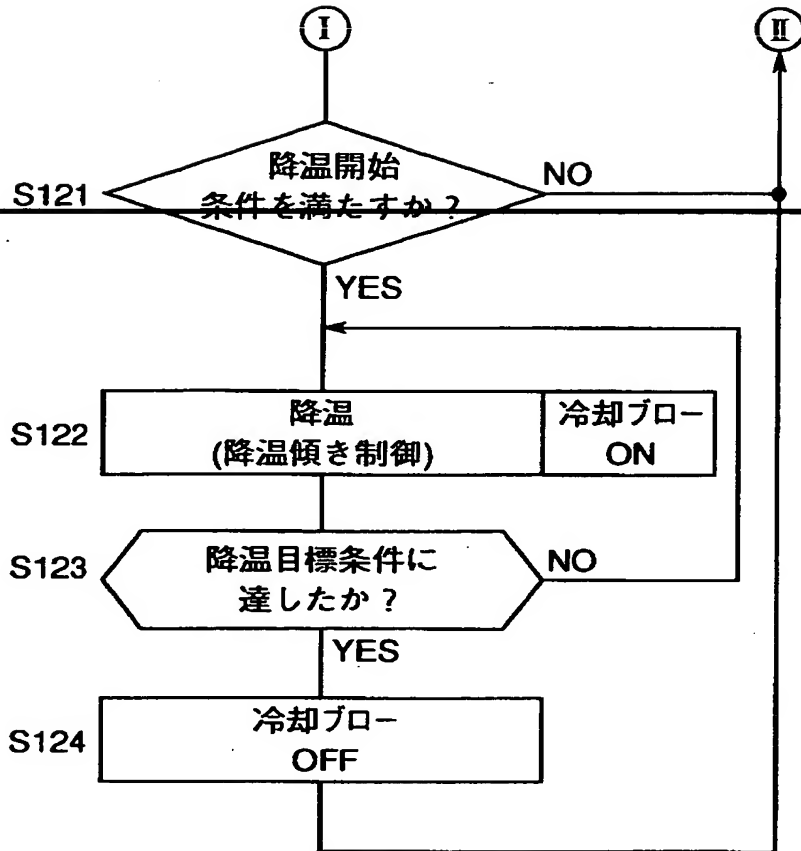 I
II
S121
降温開始
条件を満たすか？
NO
YES
S122
降温
(降温傾き制御)
冷却ブロー
ON
S123
降温目標条件に
達したか？
NO
YES
S124
冷却ブロー
OFF